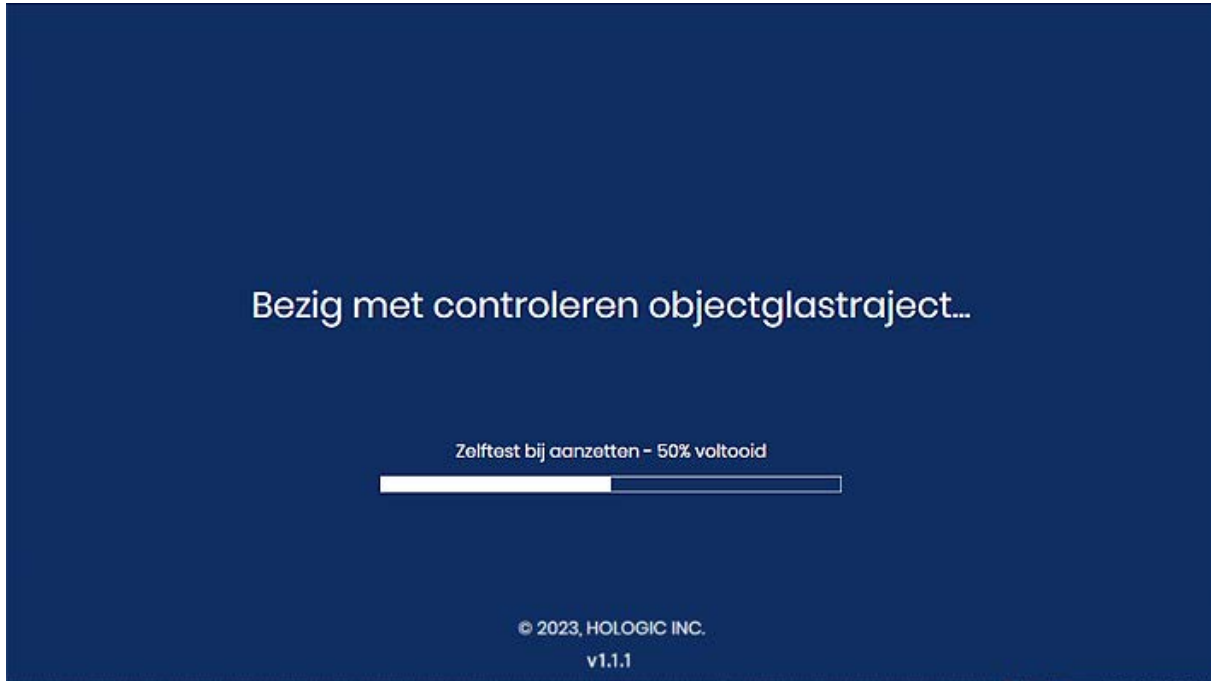 Bezig met controleren objectglastraject...
Zelftest bij aanzetten - 50% voltooid
© 2023, HOLOGIC INC.
v1.1.1